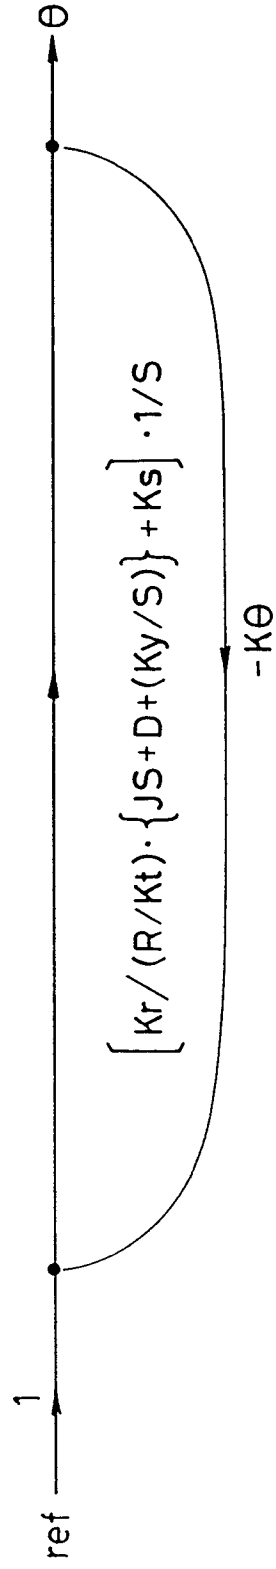 ref
1
[Kr/(R/Kt)·{JS+D+(Ky/S)}+Ks]·1/S
-Kθ
θ